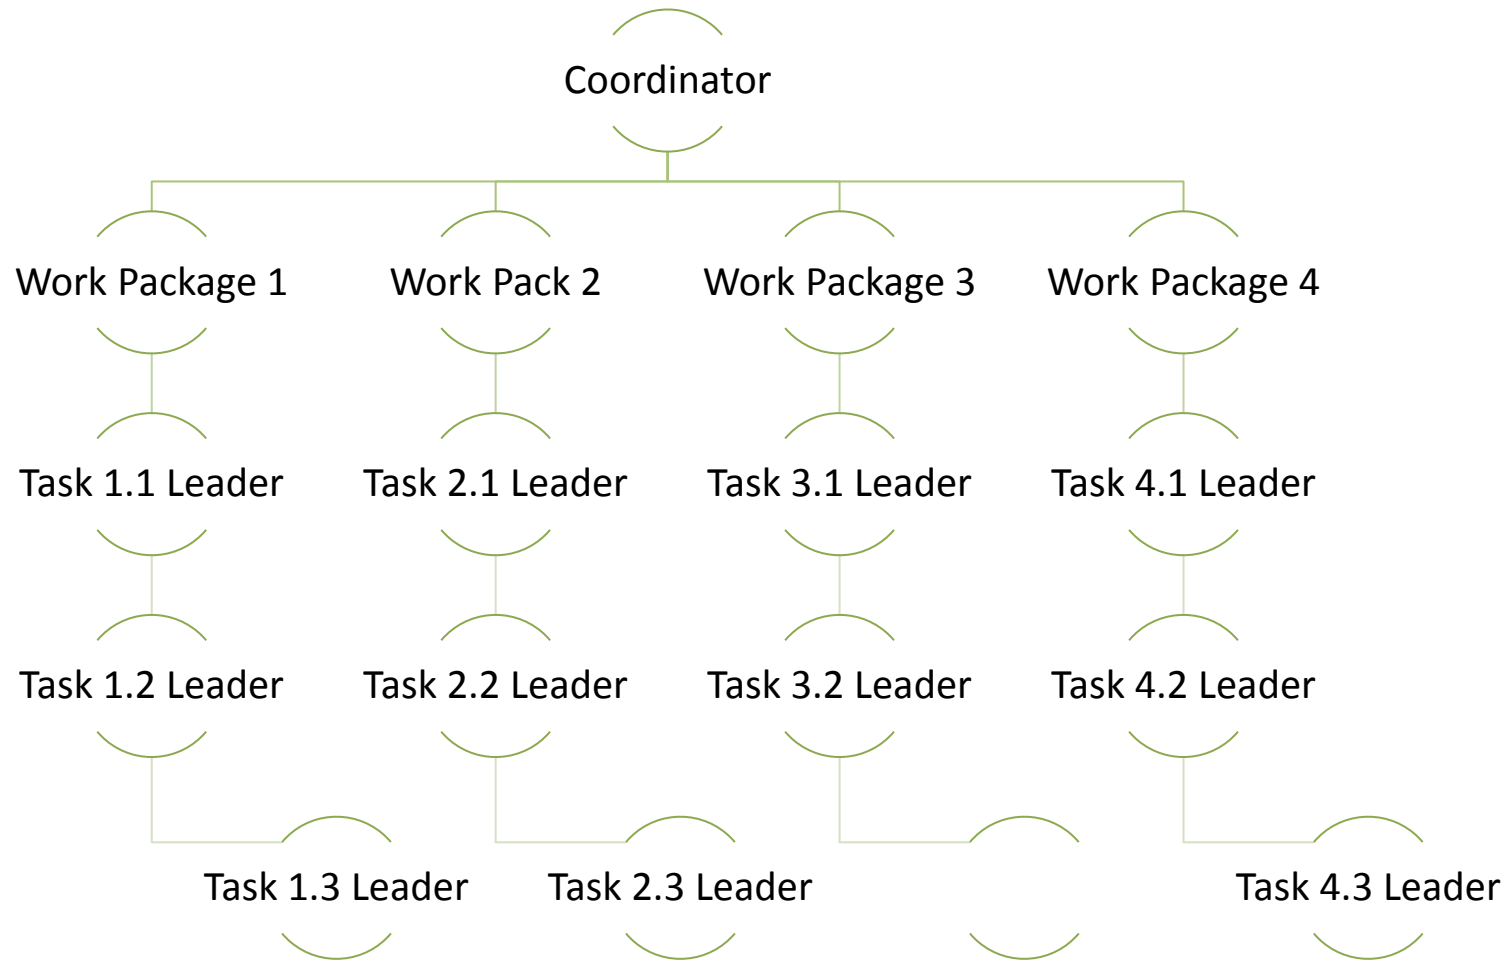 Coordinator
Work Package 1
Work Pack 2
Work Package 3
Work Package 4
Task 1.1 Leader
Task 2.1 Leader
Task 3.1 Leader
Task 4.1 Leader
Task 1.2 Leader
Task 2.2 Leader
Task 3.2 Leader
Task 4.2 Leader
Task 1.3 Leader
Task 2.3 Leader
Task 4.3 Leader